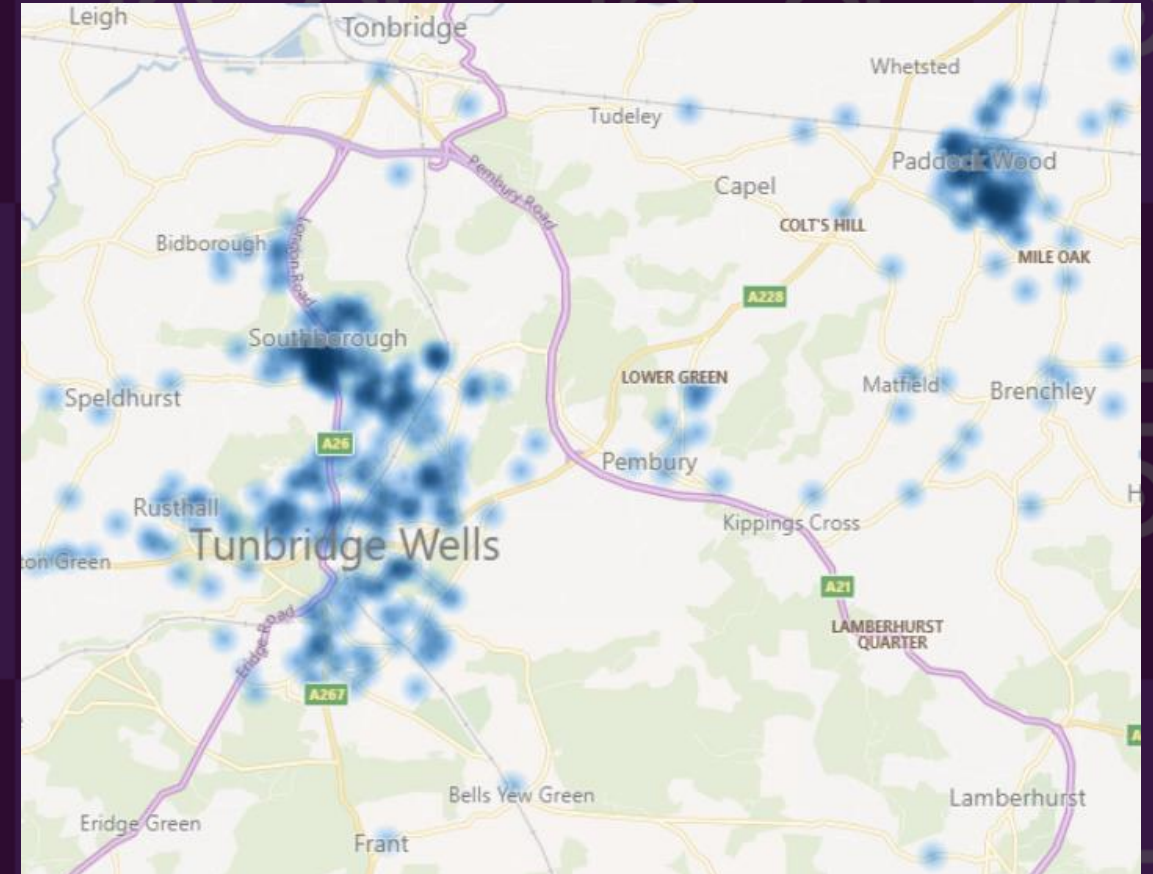 Leigh
Tonbridge
Whetsted
Tudeley
Paddock Wood
Pembury Road
Capel
COLT'S HILL
London Road
Bidborough
MILE OAK
A228
Southborough
LOWER GREEN
Matfield
Brenchley
Speldhurst
A26
Pembury
Rusthall
Kippings Cross
H
Tunbridge Wells
ton Green
A21
LAMBERHURST
QUARTER
Eridge Road
A267
A
Bells Yew Green
Lamberhurst
Eridge Green
Frant